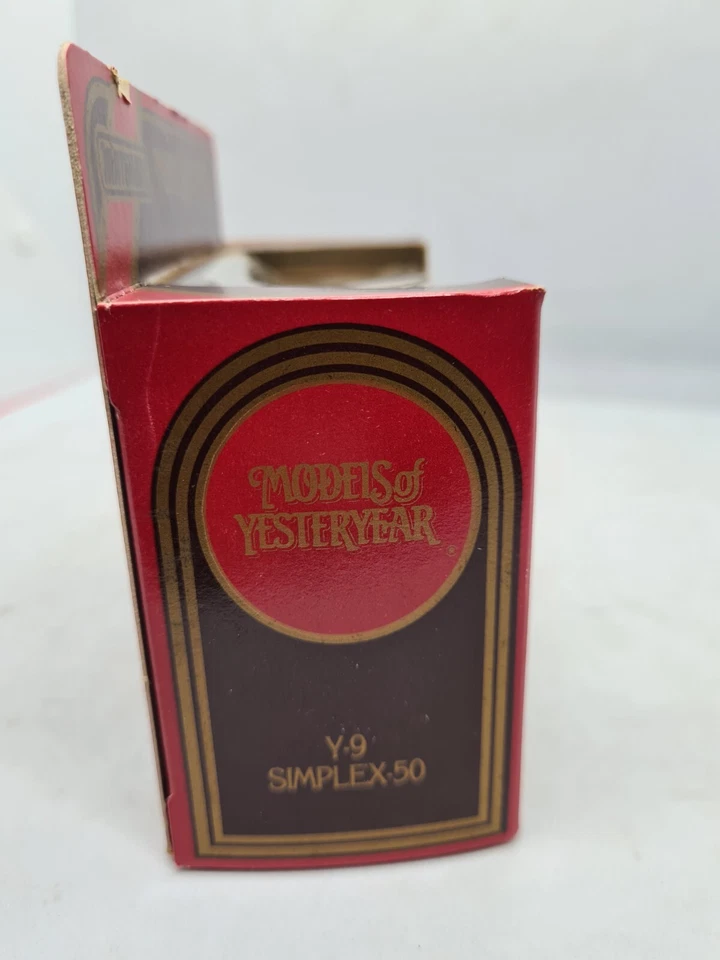 MODELS of
YESTERYEAR ®
Y·9
SIMPLEX·50